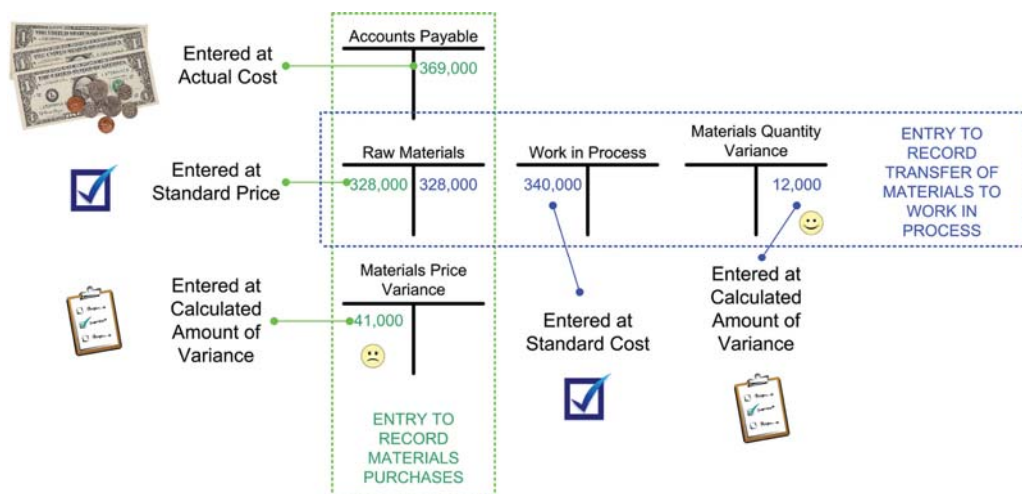 Entered at
Actual Cost
Accounts Payable
369,000
Entered at
Standard Price
Raw Materials
328,000 328,000
Work in Process
340,000
Materials Quantity
Variance
12,000
ENTRY TO
RECORD
TRANSFER OF
MATERIALS TO
WORK IN
PROCESS
Entered at
Calculated
Amount of
Variance
Materials Price
Variance
41,000
Entered at
Standard Cost
Entered at
Calculated
Amount of
Variance
ENTRY TO
RECORD
MATERIALS
PURCHASES